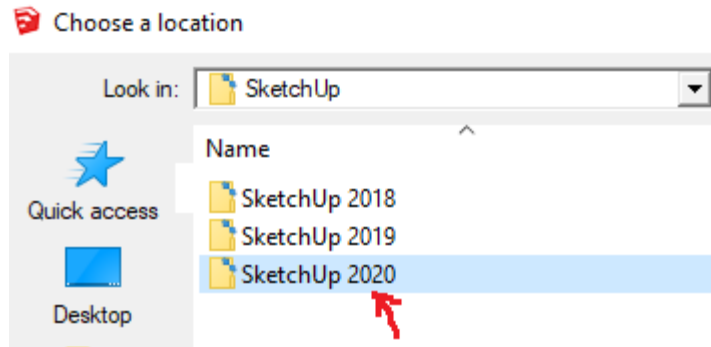 Choose a location
Look in: SketchUp
Name
Quick access
SketchUp 2018
SketchUp 2019
SketchUp 2020
Desktop